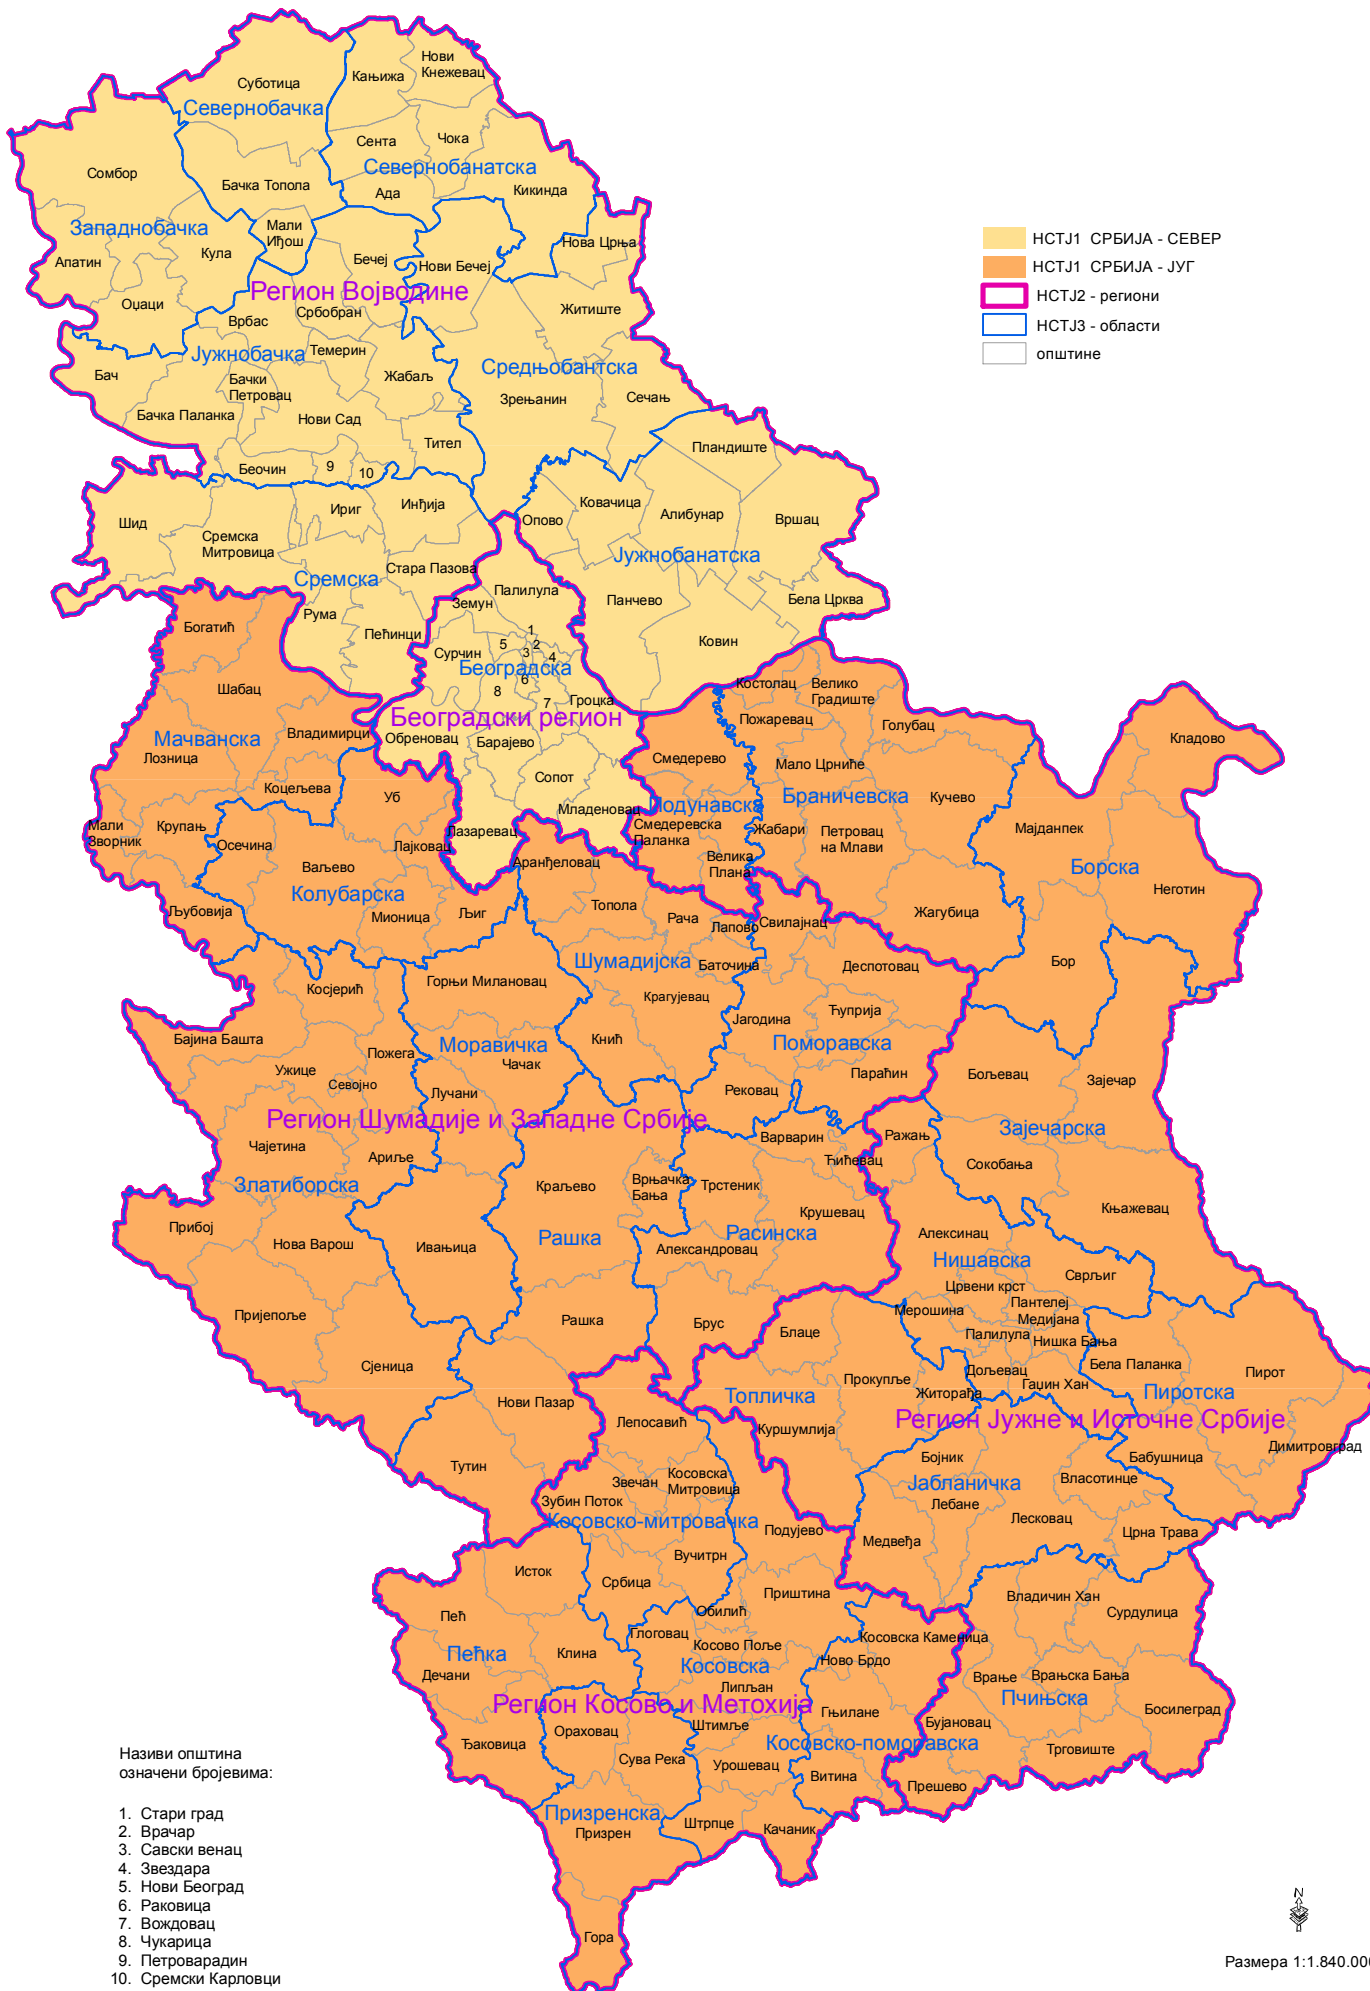 Нови
Кнежевац
Кањижа
Суботица
Севернобачка
Сента
Чока
Севернобанатска
Сомбор
Бачка Топола
Ада
Кикинда
Западнобачка
Мали
Иђош
Кула
Апатин
Бечеј
Нови Бечеј
Нова Црња
Регион Војводине
Оџаци
Србобран
Врбас
Житиште
Јужнобачка
Темерин
Средњобантска
Бач
Бачки
Петровац
Жабаљ
Зрењанин
Сечањ
Бачка Паланка
Нови Сад
Тител
Пландиште
Беочин
9
10
Шид
Сремска
Митровица
Ириг
Инђија
Опово
Ковачица
Алибунар
Вршац
Јужнобанатска
Сремска
Стара Пазова
Палилула
Земун
Панчево
Бела Црква
Рума
Пећинци
Ковин
1
2
3
4
5
6
7
8
Сурчин
Београдска
Гроцка
Београдски регион
Обреновац
Барајево
Сопот
Младеновац
Лазаревац
НСТЈ1 СРБИЈА - СЕВЕР
НСТЈ1 СРБИЈА - ЈУГ
НСТЈ2 - региони
НСТЈ3 - области
општине
Богатић
Шабац
Мачванска
Лозница
Владимирци
Коцељева
Мали
Зворник
Крупањ
Љубовија
Уб
Осечина
Ваљево
Лајковац
Колубарска
Мионица
Љиг
Костолац
Велико
Градиште
Пожаревац
Голубац
Смедерево
Мало Црниће
Подунавска
Браничевска
Кучево
Смедеревска
Паланка
Жабари
Петровац
на Млави
Велика
Плана
Жагубица
Кладово
Мајданпек
Борска
Неготин
Бор
Аранђеловац
Топола
Рача
Лапово
Свилајнац
Шумадијска
Баточина
Деспотовац
Крагујевац
Кнић
Јагодина
Ћуприја
Поморавска
Параћин
Рековац
Косјерић
Горњи Милановац
Бајина Башта
Пожега
Моравичка
Чачак
Ужице
Севојно
Лучани
Регион Шумадије и Западне Србије
Чајетина
Ариље
Златиборска
Прибој
Нова Варош
Ивањица
Пријепоље
Сјеница
Краљево
Врњачка
Бања
Рашка
Рашка
Нови Пазар
Тутин
Варварин
Ћићевац
Трстеник
Крушевац
Расинска
Александровац
Брус
Бољевац
Зајечар
Зајечарска
Ражањ
Сокобања
Књажевац
Алексинац
Нишавска
Сврљиг
Црвени крст
Пантелеј
Медијана
Мерошина
Палилула
Нишка Бања
Дољевац
Гаџин Хан
Блаце
Прокупље
Житорађа
Топличка
Куршумлија
Бела Паланка
Пирот
Пиротска
Регион Јужне и Источне Србије
Димитровград
Бабушница
Бојник
Јабланичка
Власотинце
Лебане
Лесковац
Медвеђа
Црна Трава
Владичин Хан
Сурдулица
Врање
Врањска Бања
Пчињска
Босилеград
Бујановац
Трговиште
Прешево
Лепосавић
Звечан
Косовска
Митровица
Зубин Поток
Косовско-митровачка
Подујево
Вучитрн
Србица
Исток
Приштина
Пећ
Обилић
Глоговац
Косово Поље
Косовска Каменица
Пећка
Клина
Косовска
Ново Брдо
Дечани
Липљан
Регион Косово и Метохија
Гњилане
Ораховац
Штимље
Ђаковица
Сува Река
Урошевац
Косовско-поморавска
Витина
Призренска
Призрен
Штрпце
Качаник
Гора
Називи општина
означени бројевима:
1. Стари град
2. Врачар
3. Савски венац
4. Звездара
5. Нови Београд
6. Раковица
7. Вождовац
8. Чукарица
9. Петроварадин
10. Сремски Карловци
N
Размера 1:1.840.000